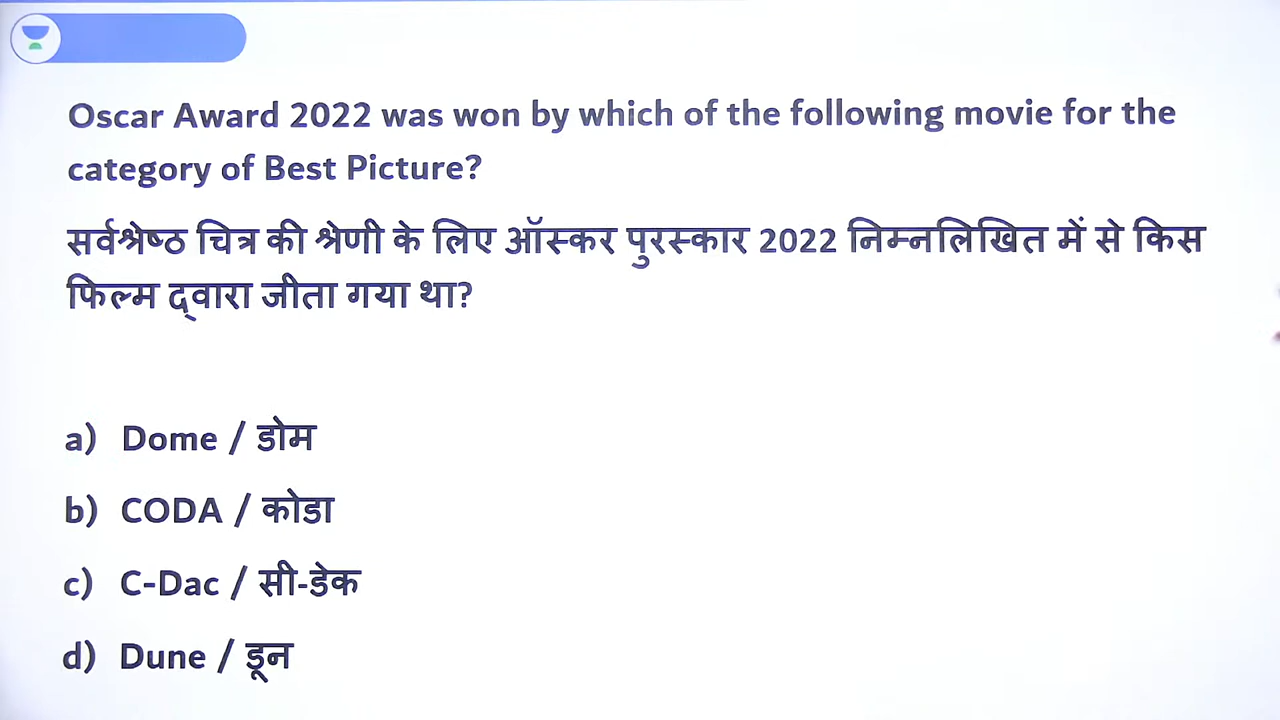 Oscar Award 2022 was won by which of the following movie for the
category of Best Picture?
सर्वश्रेष्ठ चित्र की श्रेणी के लिए ऑस्कर पुरस्कार 2022 निम्नलिखित में से किस
फिल्म द्वारा जीता गया था?
a) Dome / डोम
b) CODA / कोडा
c) C-Dac / सी-डेक
d) Dune / डून